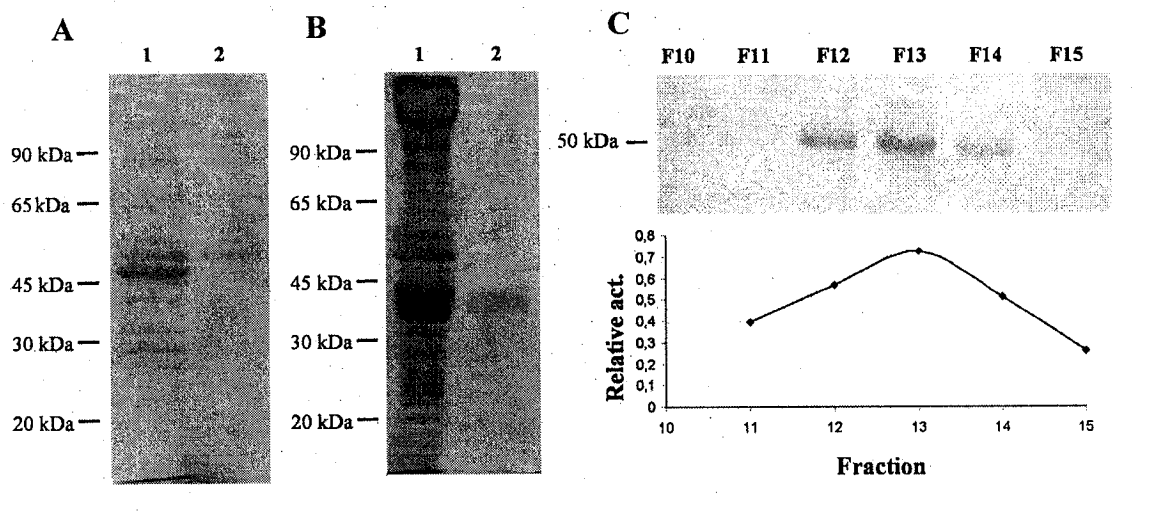 A
1 2
90 kDa
65 kDa
45 kDa
30 kDa
20 kDa
B
1 2
90 kDa
65 kDa
45 kDa
30 kDa
20 kDa
C
F10 F11 F12 F13 F14 F15
50 kDa
Relative act.
0,8
0,7
0,6
0,5
0,4
0,3
0,2
0,1
0
10 11 12 13 14 15
Fraction